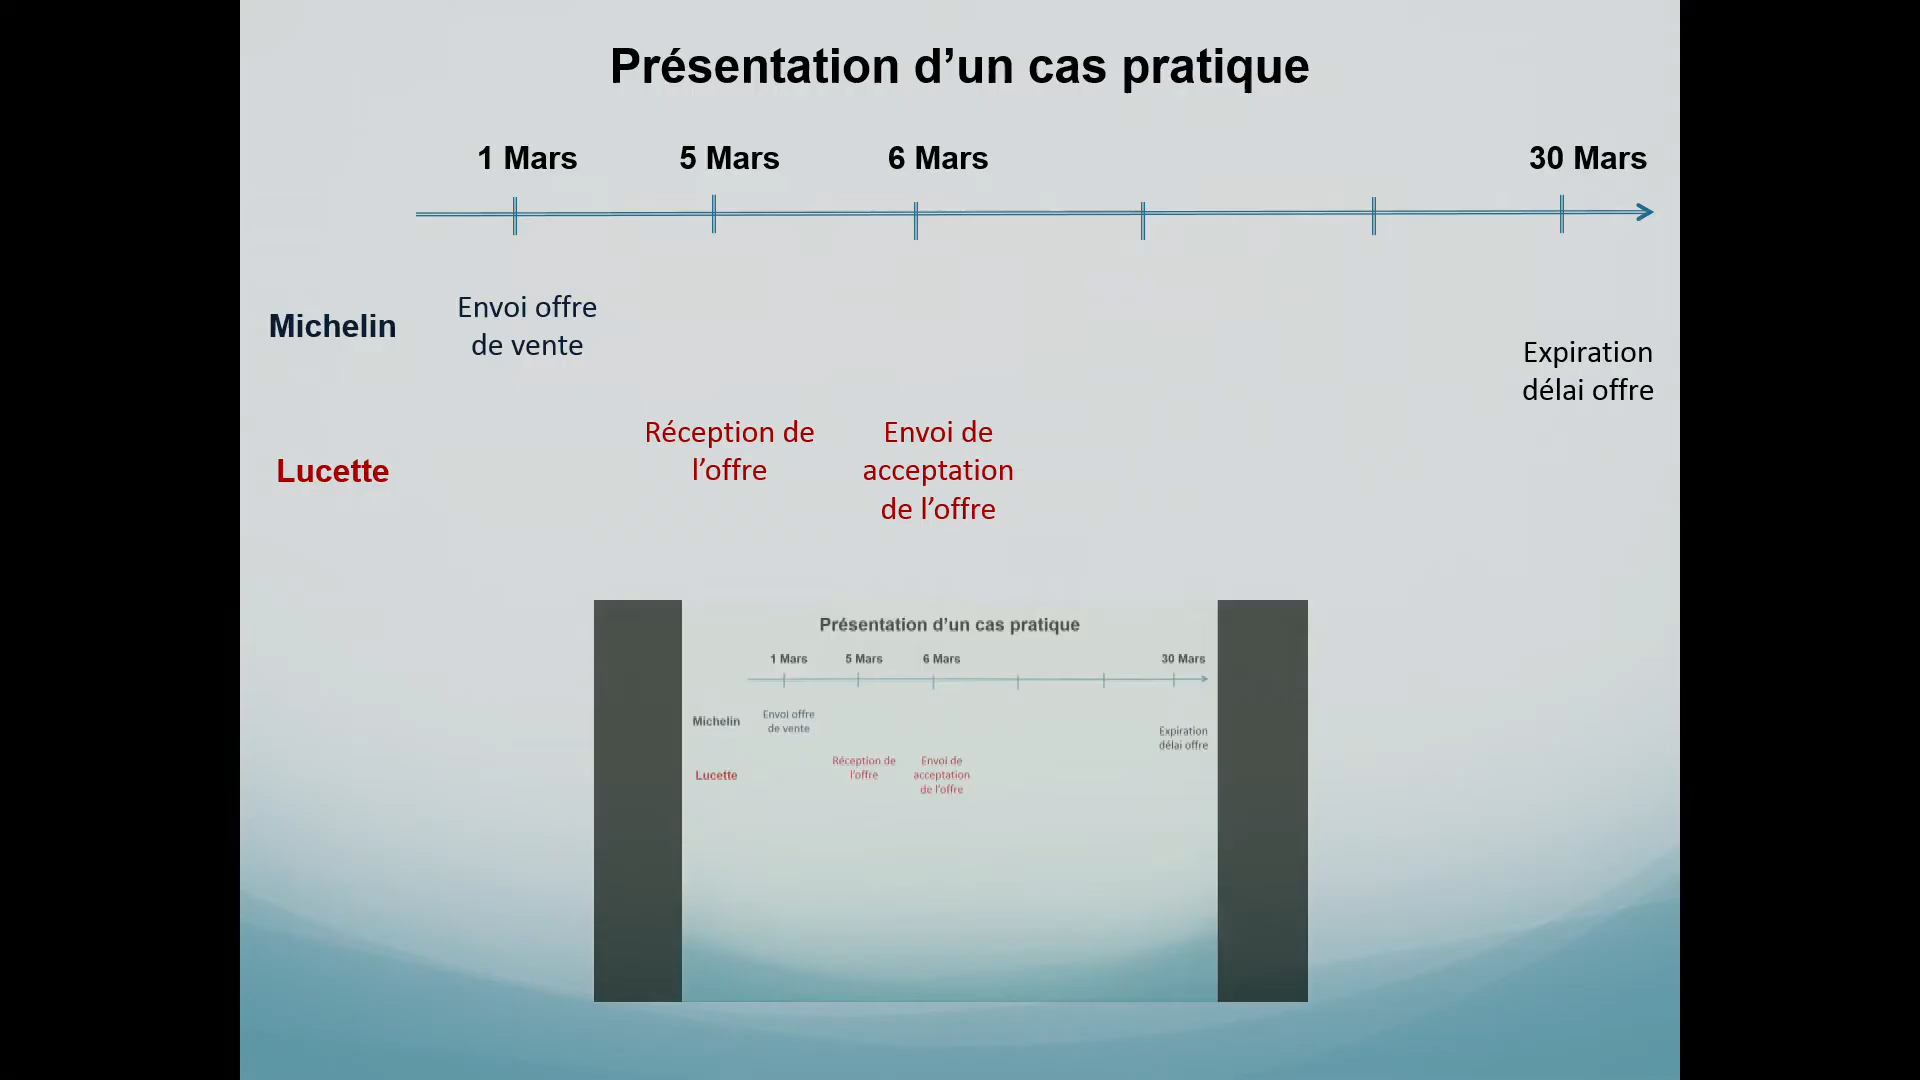 Présentation d’un cas pratique
1 Mars
5 Mars
6 Mars
30 Mars
Michelin
Envoi offre
de vente
Expiration
délai offre
Lucette
Réception de
l’offre
Envoi de
acceptation
de l’offre
Présentation d’un cas pratique
1 Mars
5 Mars
6 Mars
30 Mars
Michelin
Envoi offre
de vente
Expiration
délai offre
Lucette
Réception de
l’offre
Envoi de
acceptation
de l’offre